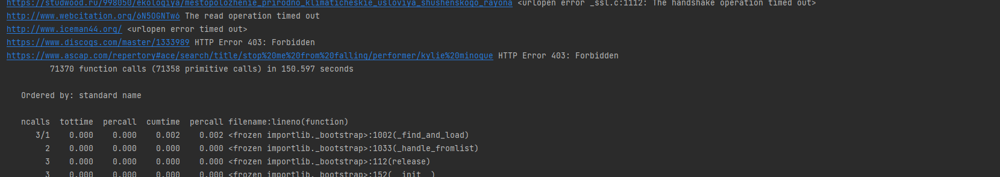 https://studwood.ru/998050/ekologiya/mestopolozhenie_prirodno_klimaticheskie_usloviya_shushenskogo_rayona <urlopen error _ssl.c:1112: The handshake operation timed out>
http://www.webcitation.org/6N5OGNTw6 The read operation timed out
http://www.iceman44.org/ <urlopen error timed out>
https://www.discogs.com/master/1333989 HTTP Error 403: Forbidden
https://www.ascap.com/repertory#ace/search/title/stop%20me%20from%20falling/performer/kylie%20minogue HTTP Error 403: Forbidden
71370 function calls (71358 primitive calls) in 150.597 seconds
Ordered by: standard name
ncalls tottime percall cumtime percall filename:lineno(function)
3/1 0.000 0.000 0.002 0.002 <frozen importlib._bootstrap>:1002(_find_and_load)
2 0.000 0.000 0.000 0.000 <frozen importlib._bootstrap>:1033(_handle_fromlist)
3 0.000 0.000 0.000 0.000 <frozen importlib._bootstrap>:112(release)
3 0.000 0.000 0.000 0.000 <frozen importlib._bootstrap>:152(__init__)